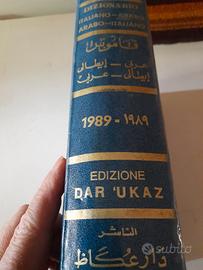 DIZIONARIO
ITALIANO - ARABO
ARABO - ITALIANO
قاموس
عربي - إيطالي
إيطالي - عربي
1989 - ١٩٨٩
EDIZIONE
DAR 'UKAZ
الناشر
دار عكاظ
subito